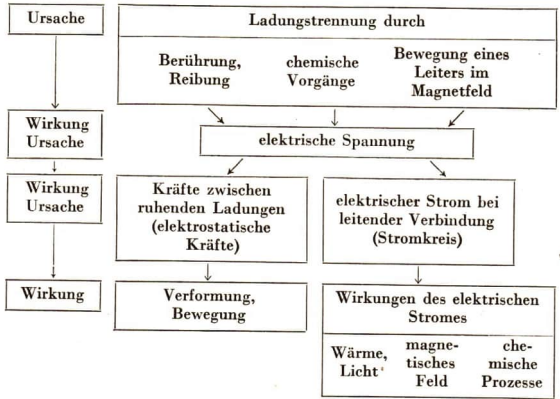 Ursache
Ladungstrennung durch
Berührung,
Reibung
chemische
Vorgänge
Bewegung eines
Leiters im
Magnetfeld
Wirkung
Ursache
elektrische Spannung
Wirkung
Ursache
Kräfte zwischen
ruhenden Ladungen
(elektrostatische
Kräfte)
elektrischer Strom bei
leitender Verbindung
(Stromkreis)
Wirkung
Verformung,
Bewegung
Wirkungen des elektrischen
Stromes
Wärme,
Licht
magne-
tisches
Feld
che-
mische
Prozesse